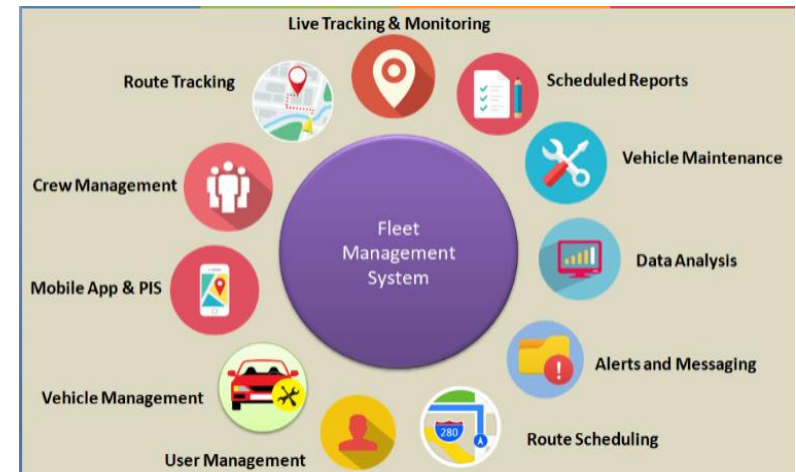 Live Tracking & Monitoring
Route Tracking
Scheduled Reports
Vehicle Maintenance
Crew Management
Fleet
Management
System
Data Analysis
Mobile App & PIS
Alerts and Messaging
Vehicle Management
280
Route Scheduling
User Management